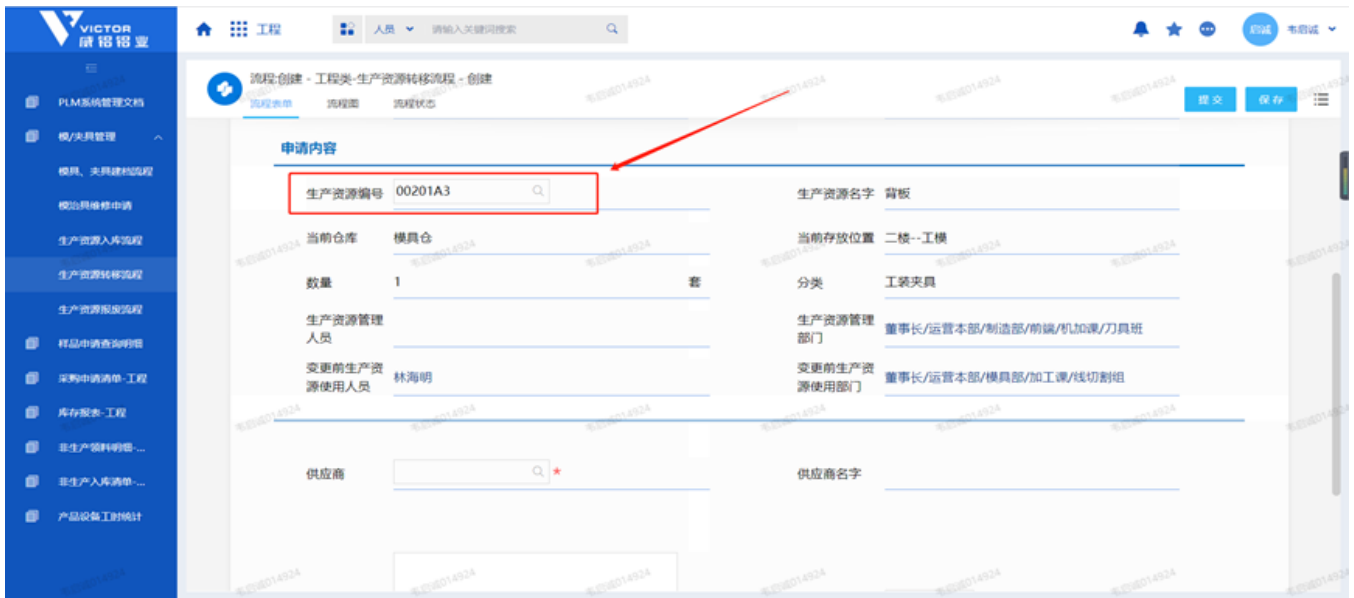 VICTOR
威铝铝业
工程
人员
请输入关键词搜索
启诚
韦启诚
流程:创建 - 工程类-生产资源转移流程 - 创建
流程表单 流程图 流程状态
提交 保存
PLM系统管理文档
模/夹具管理
模具、夹具建档流程
模治具维修申请
生产资源入库流程
生产资源转移流程
生产资源报废流程
样品申请查询明细
采购申请清单-工程
库存报表-工程
非生产领料明细-...
非生产入库清单-...
产品设备工时统计
申请内容
生产资源编号 00201A3 生产资源名字 背板
当前仓库 模具仓 当前存放位置 二楼--工模
数量 1 套 分类 工装夹具
生产资源管理人员 生产资源管理部门 董事长/运营本部/制造部/前端/机加课/刀具班
变更前生产资源使用人员 林海明 变更前生产资源使用部门 董事长/运营本部/模具部/加工课/线切割组
供应商 * 供应商名字
韦启诚014924